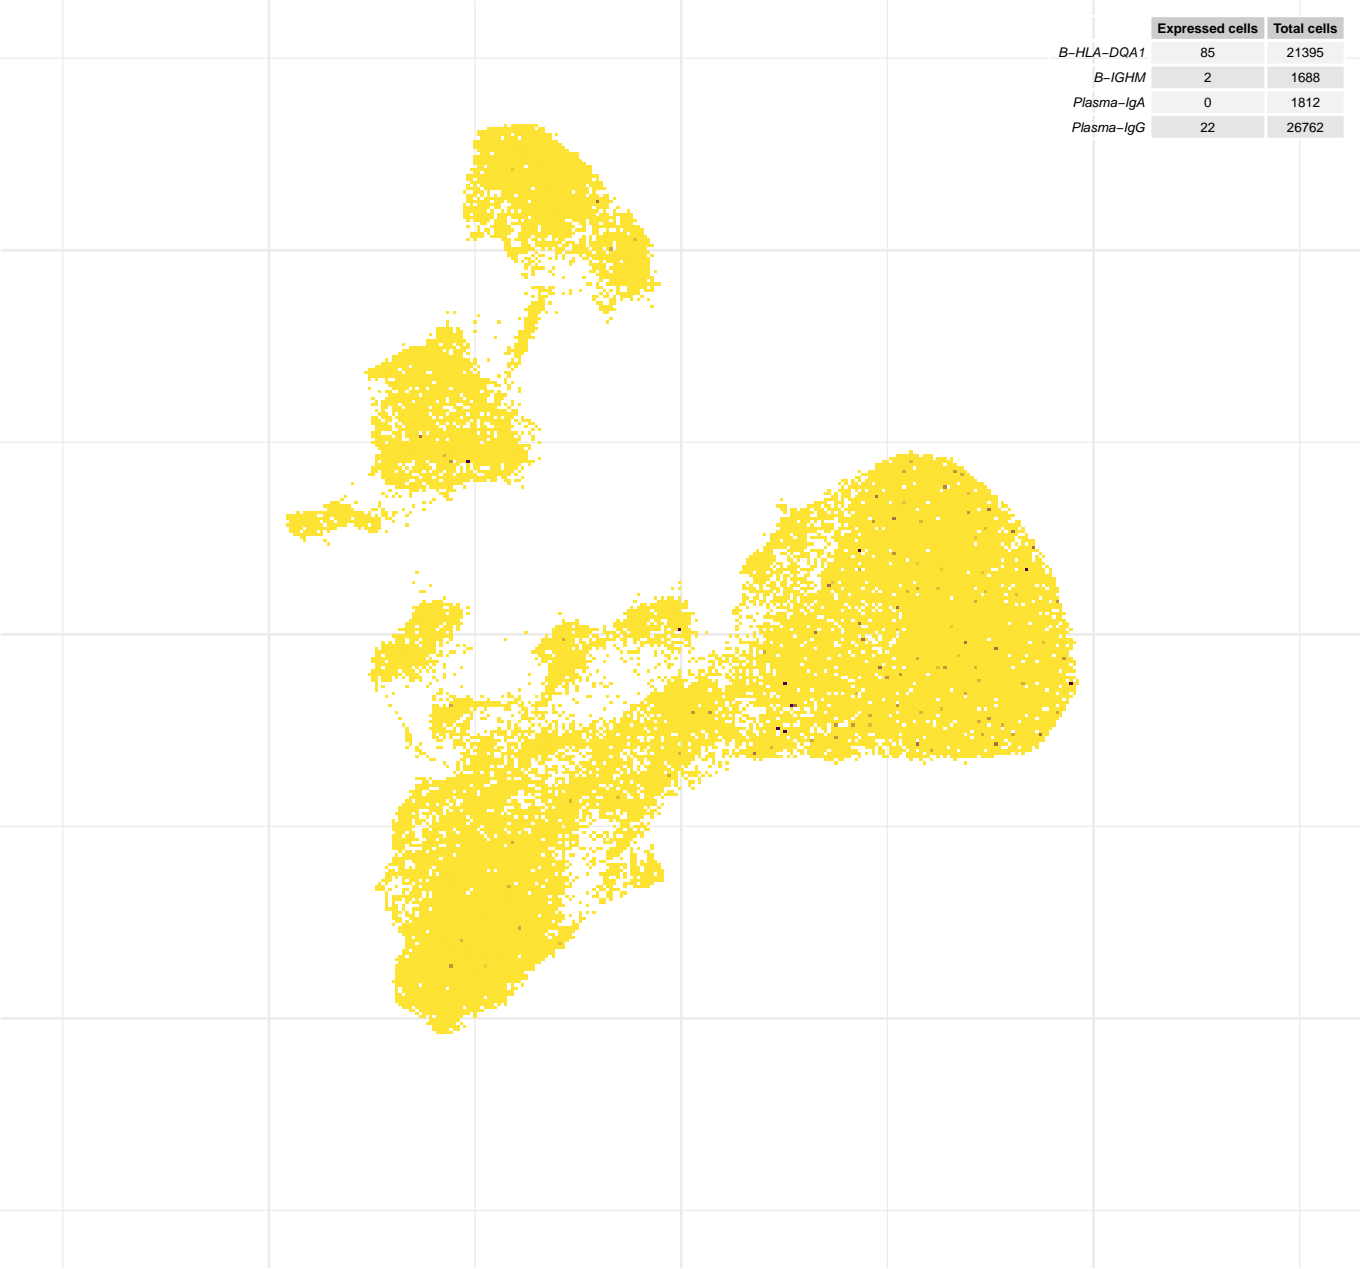 Expressed cells Total cells
B−HLA−DQA1 85 21395
B−IGHM 2 1688
Plasma−IgA 0 1812
Plasma−IgG 22 26762